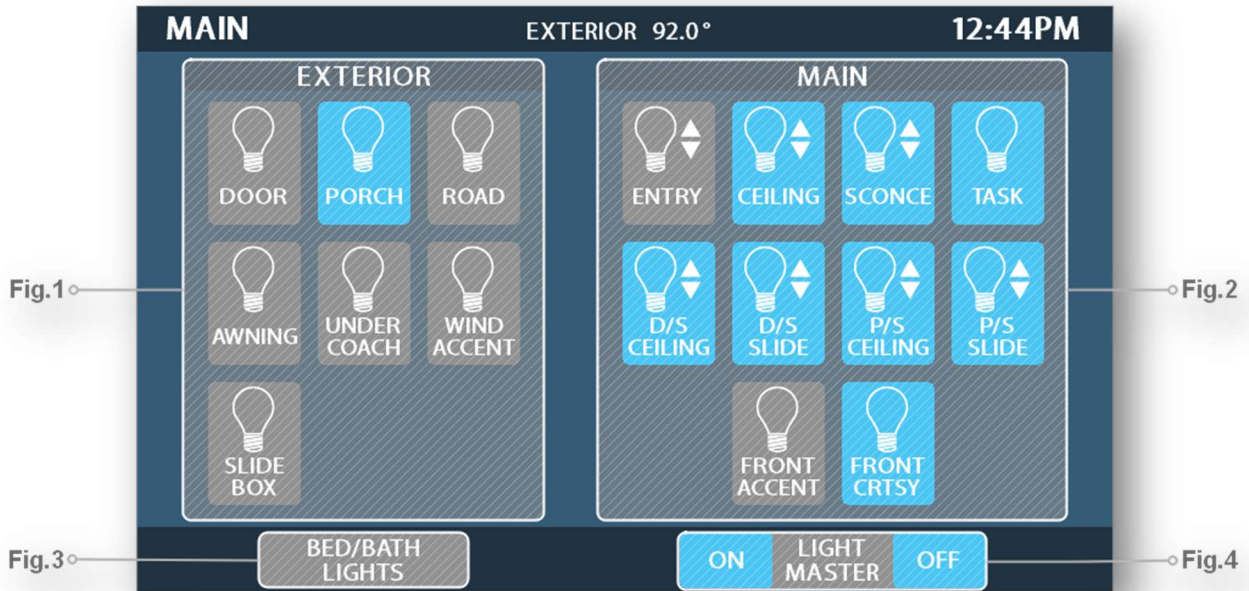 MAIN
EXTERIOR 92.0°
12:44PM
EXTERIOR
DOOR
PORCH
ROAD
AWNING
UNDER
COACH
WIND
ACCENT
SLIDE
BOX
MAIN
ENTRY
CEILING
SCONCE
TASK
D/S
CEILING
D/S
SLIDE
P/S
CEILING
P/S
SLIDE
FRONT
ACCENT
FRONT
CRTSY
Fig.1
Fig.2
Fig.3
BED/BATH
LIGHTS
ON
LIGHT
MASTER
OFF
Fig.4